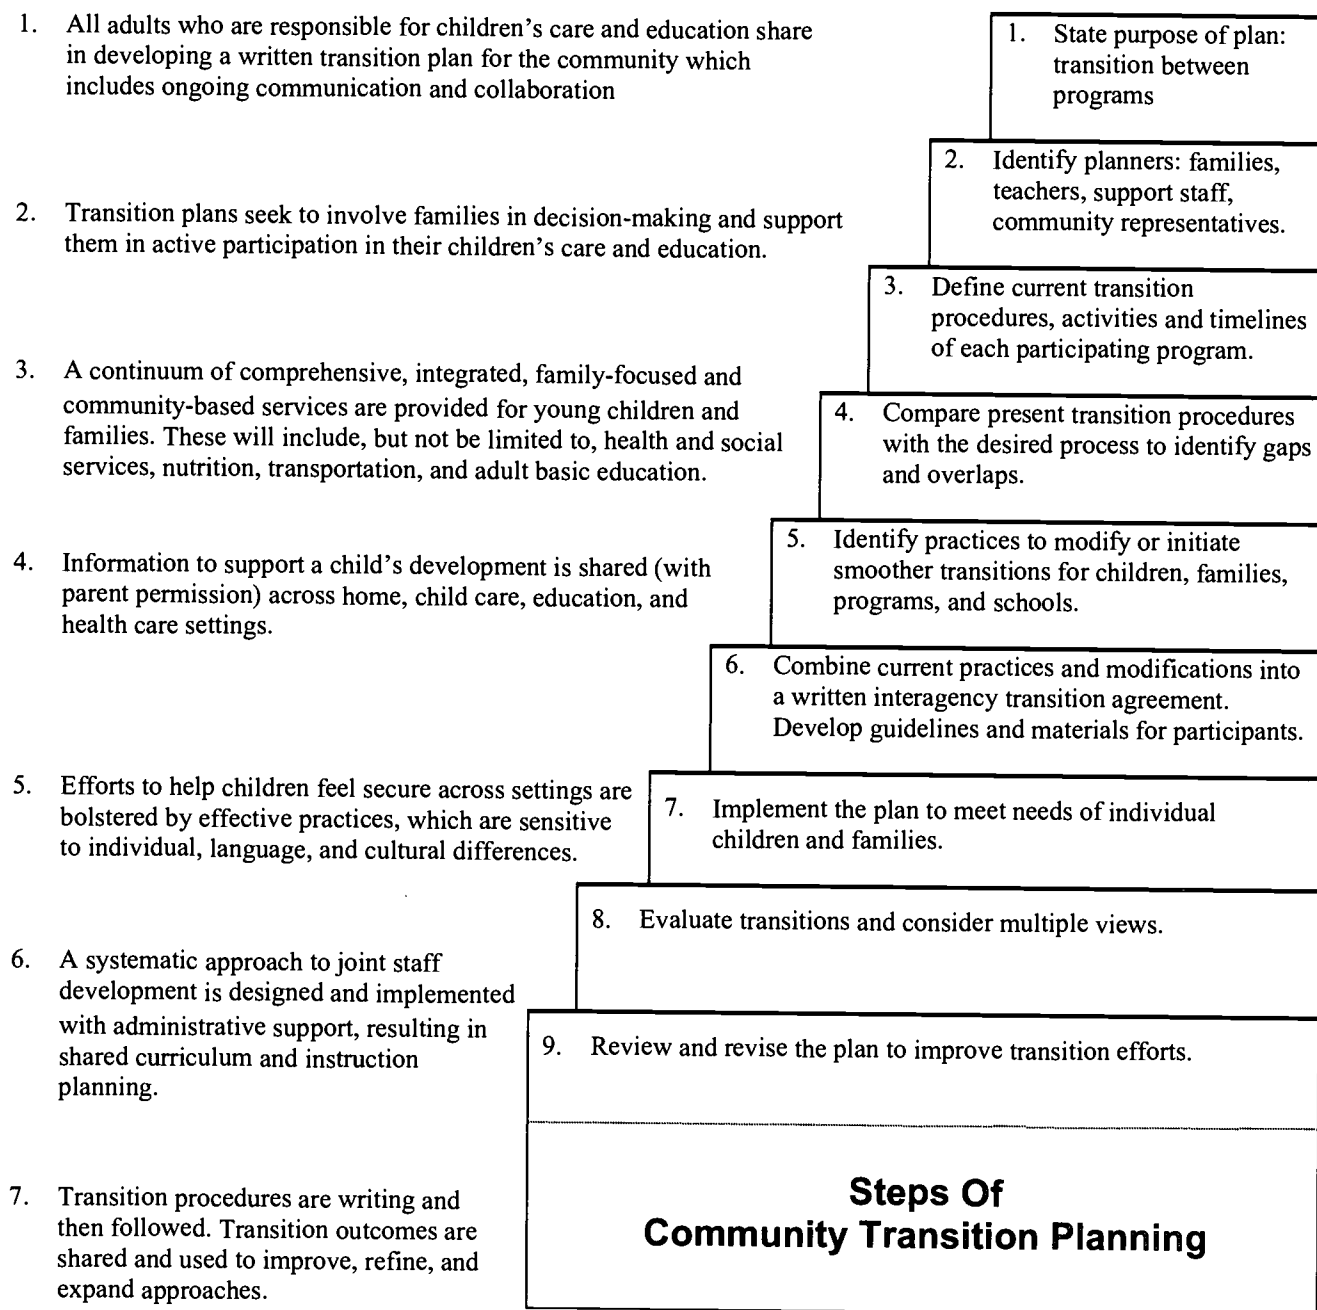 1. All adults who are responsible for children's care and education share
in developing a written transition plan for the community which
includes ongoing communication and collaboration
2. Transition plans seek to involve families in decision-making and support
them in active participation in their children's care and education.
3. A continuum of comprehensive, integrated, family-focused and
community-based services are provided for young children and
families. These will include, but not be limited to, health and social
services, nutrition, transportation, and adult basic education.
4. Information to support a child's development is shared (with
parent permission) across home, child care, education, and
health care settings.
5. Efforts to help children feel secure across settings are
bolstered by effective practices, which are sensitive
to individual, language, and cultural differences.
6. A systematic approach to joint staff
development is designed and implemented
with administrative support, resulting in
shared curriculum and instruction
planning.
7. Transition procedures are writing and
then followed. Transition outcomes are
shared and used to improve, refine, and
expand approaches.
1. State purpose of plan:
transition between
programs
2. Identify planners: families,
teachers, support staff,
community representatives.
3. Define current transition
procedures, activities and timelines
of each participating program.
4. Compare present transition procedures
with the desired process to identify gaps
and overlaps.
5. Identify practices to modify or initiate
smoother transitions for children, families,
programs, and schools.
6. Combine current practices and modifications into
a written interagency transition agreement.
Develop guidelines and materials for participants.
7. Implement the plan to meet needs of individual
children and families.
8. Evaluate transitions and consider multiple views.
9. Review and revise the plan to improve transition efforts.
Steps Of
Community Transition Planning